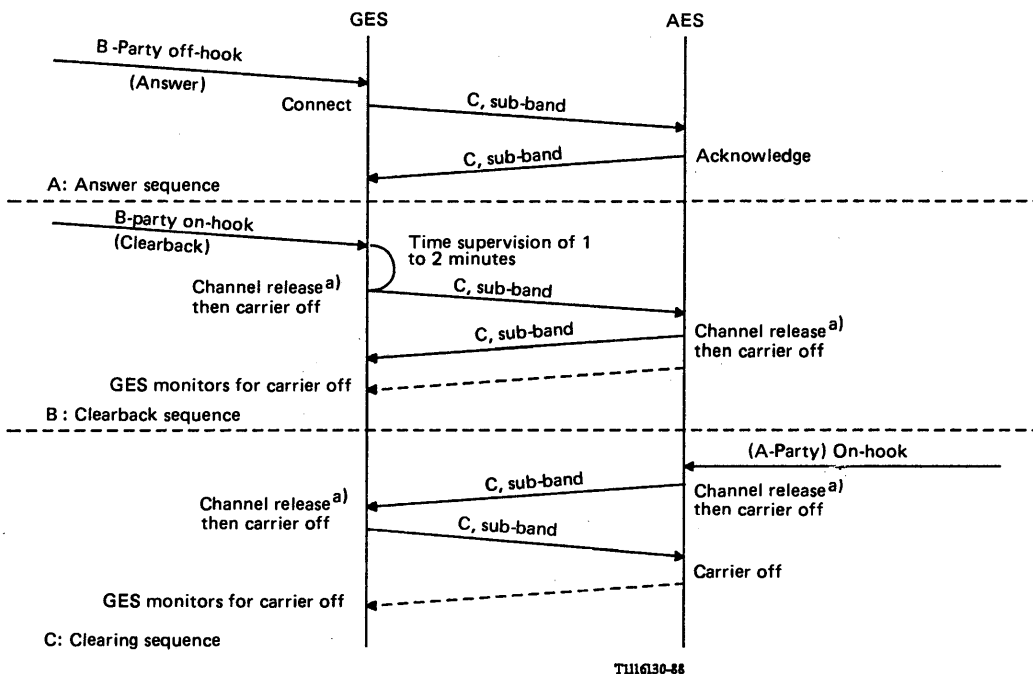 GES
AES
B-Party off-hook
(Answer)
Connect
C, sub-band
C, sub-band
Acknowledge
A: Answer sequence
B-party on-hook
(Clearback)
Time supervision of 1
to 2 minutes
Channel release a)
then carrier off
C, sub-band
C, sub-band
Channel release a)
then carrier off
GES monitors for carrier off
B : Clearback sequence
(A-Party) On-hook
C, sub-band
Channel release a)
then carrier off
Channel release a)
then carrier off
C, sub-band
Carrier off
GES monitors for carrier off
C: Clearing sequence
T1116130-88